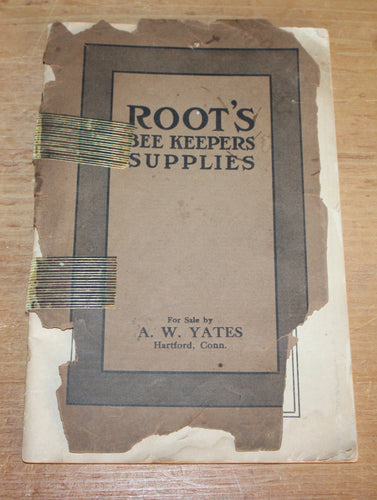 ROOT'S
BEE KEEPERS
SUPPLIES
For Sale by
A. W. YATES
Hartford, Conn.